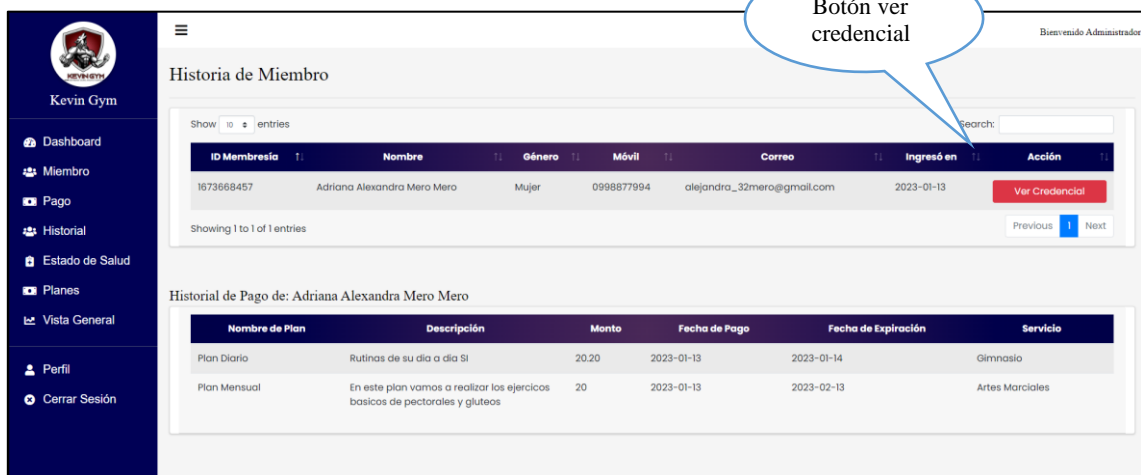 Botón ver
credencial
Bienvenido Administrador
KEVIN GYM
Kevin Gym
Dashboard
Miembro
Pago
Historial
Estado de Salud
Planes
Vista General
Perfil
Cerrar Sesión
Historia de Miembro
Show 10 entries
Search:
ID Membresía Nombre Género Móvil Correo Ingresó en Acción
1673668457 Adriana Alexandra Mero Mero Mujer 0998877994 alejandra_32mero@gmail.com 2023-01-13 Ver Credencial
Showing 1 to 1 of 1 entries
Previous 1 Next
Historial de Pago de: Adriana Alexandra Mero Mero
Nombre de Plan Descripción Monto Fecha de Pago Fecha de Expiración Servicio
Plan Diario Rutinas de su dia a dia SI 20.20 2023-01-13 2023-01-14 Gimnasio
Plan Mensual En este plan vamos a realizar los ejercicos 20 2023-01-13 2023-02-13 Artes Marciales
basicos de pectorales y gluteos